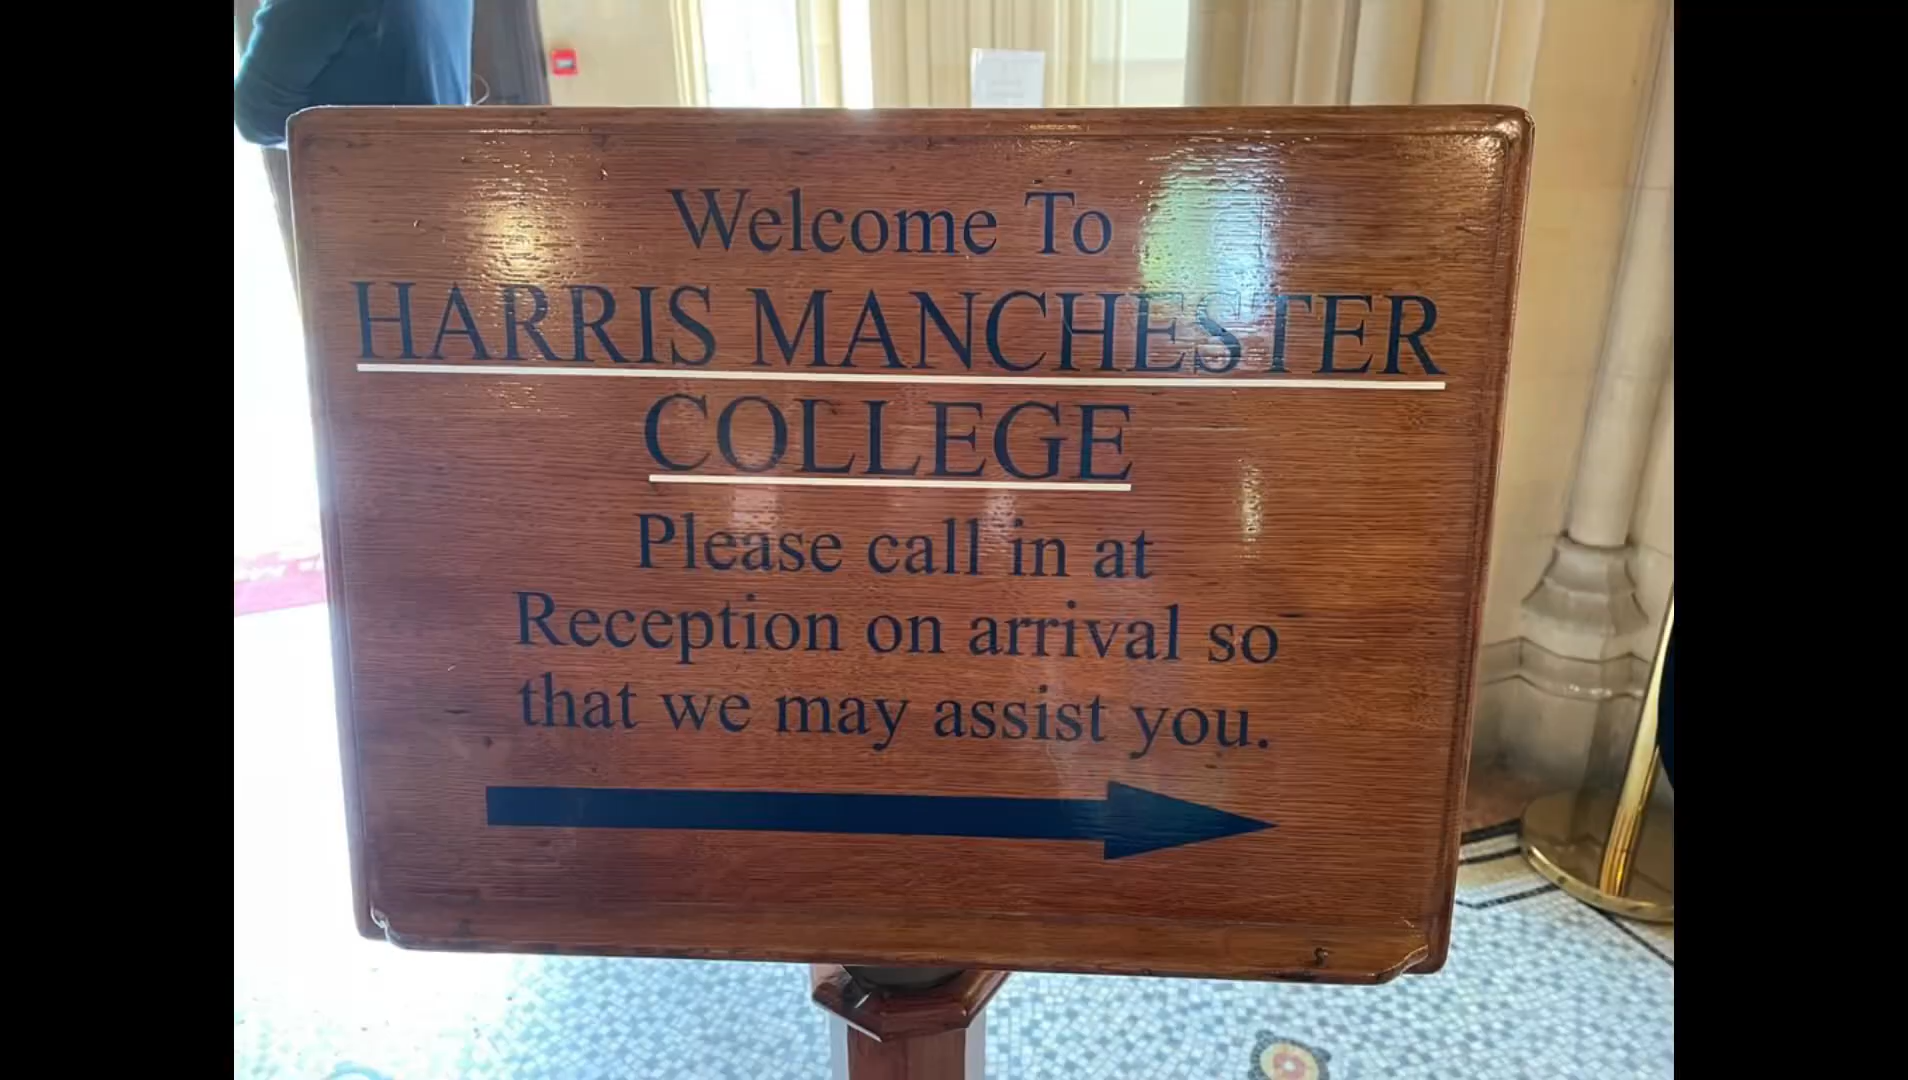 Welcome To
HARRIS MANCHESTER
COLLEGE
Please call in at
Reception on arrival so
that we may assist you.